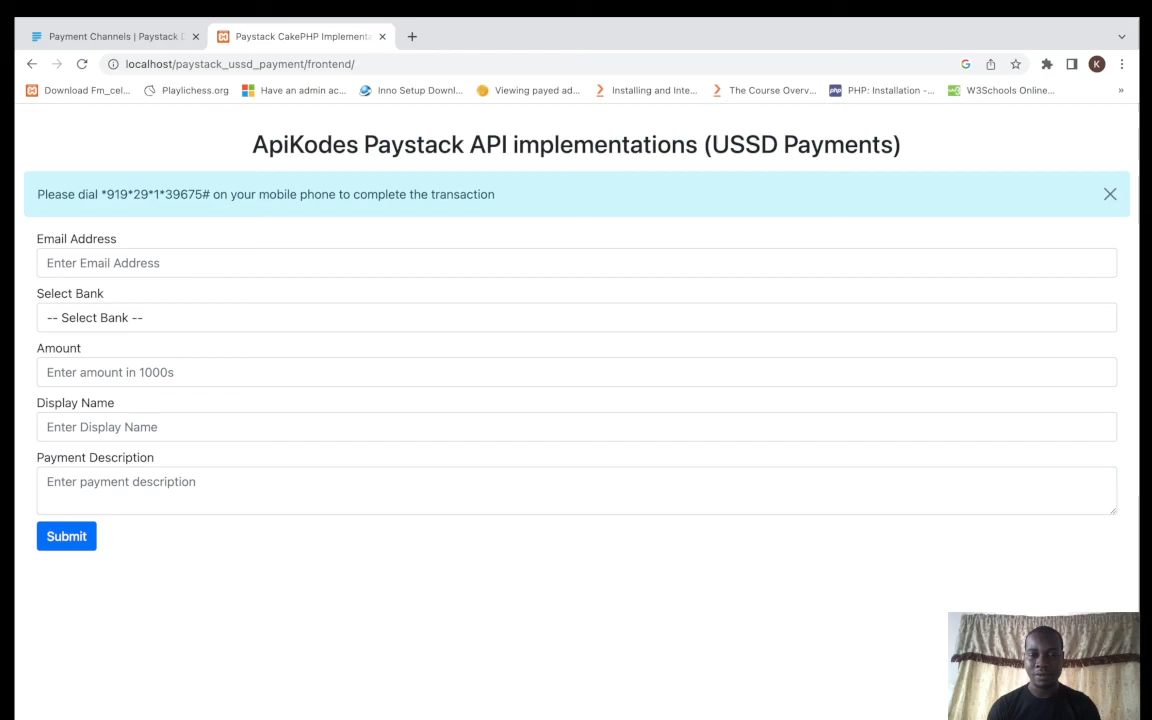 Payment Channels | Paystack D
Paystack CakePHP Implementa
localhost/paystack_ussd_payment/frontend/
G
K
Download Fm_cel...
Playlichess.org
Have an admin ac...
Inno Setup Downl...
Viewing payed ad...
Installing and Inte...
The Course Overv...
php
PHP: Installation -...
W3Schools Online...
»
ApiKodes Paystack API implementations (USSD Payments)
Please dial *919*29*1*39675# on your mobile phone to complete the transaction
Email Address
Enter Email Address
Select Bank
-- Select Bank --
Amount
Enter amount in 1000s
Display Name
Enter Display Name
Payment Description
Enter payment description
Submit